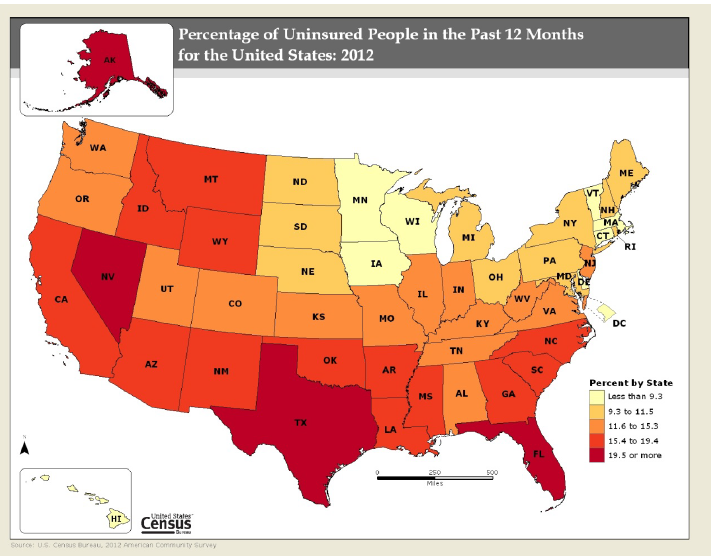 Percentage of Uninsured People in the Past 12 Months
for the United States: 2012
AK
WA
MT
ND
MN
ME
VT
NH
OR
ID
SD
WI
MI
NY
MA
CT
RI
WY
IA
PA
NJ
NV
NE
OH
MD
DE
UT
CO
IL
IN
WV
VA
DC
CA
KS
MO
KY
AZ
NM
OK
TN
NC
AR
SC
MS
AL
GA
TX
LA
FL
HI
Percent by State
Less than 9.3
9.3 to 11.5
11.6 to 15.3
15.4 to 19.4
19.5 or more
0 250 500
Miles
N
United States™
Census
Bureau
Source: U.S. Census Bureau, 2012 American Community Survey